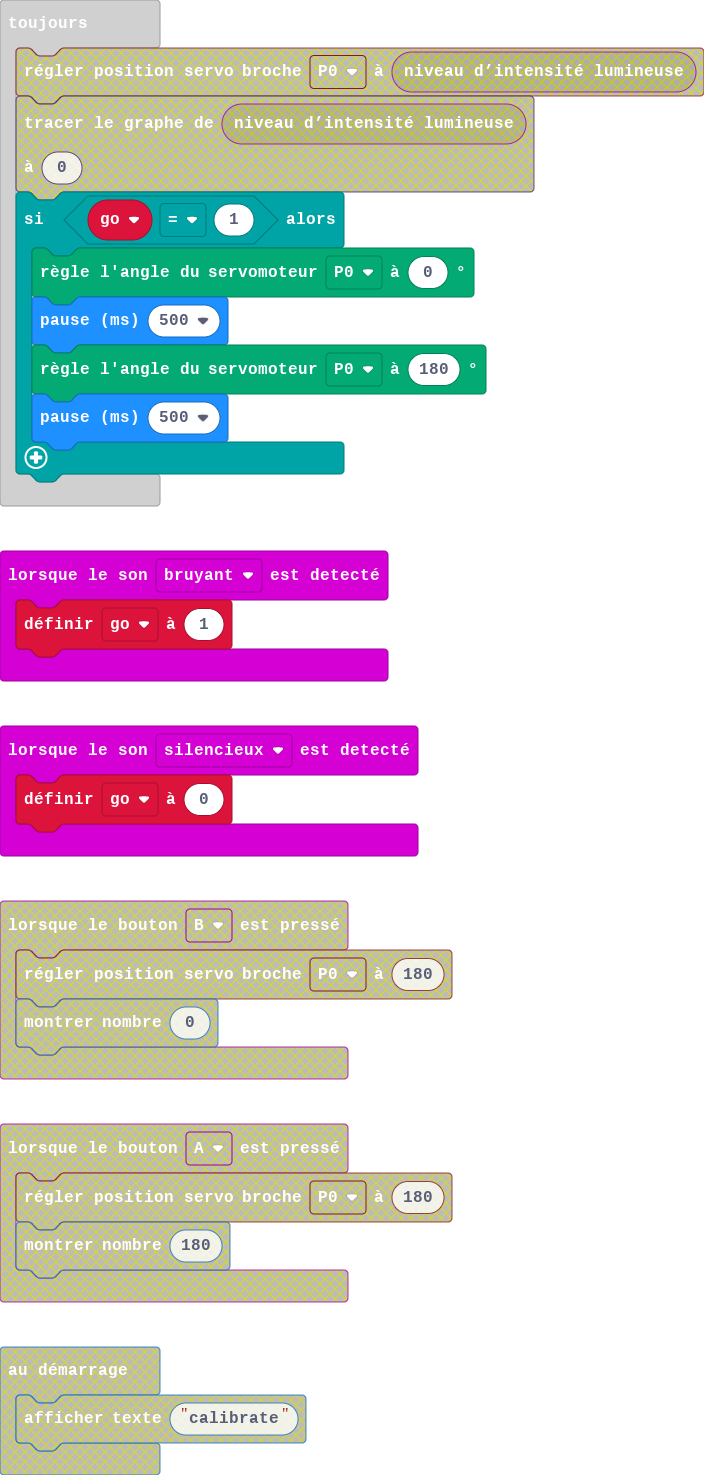 toujours
régler position servo broche P0 à niveau d’intensité lumineuse
tracer le graphe de niveau d’intensité lumineuse
à 0
si go = 1 alors
règle l'angle du servomoteur P0 à 0 °
pause (ms) 500
règle l'angle du servomoteur P0 à 180 °
pause (ms) 500
lorsque le son bruyant est detecté
définir go à 1
lorsque le son silencieux est detecté
définir go à 0
lorsque le bouton B est pressé
régler position servo broche P0 à 180
montrer nombre 0
lorsque le bouton A est pressé
régler position servo broche P0 à 180
montrer nombre 180
au démarrage
afficher texte "calibrate"